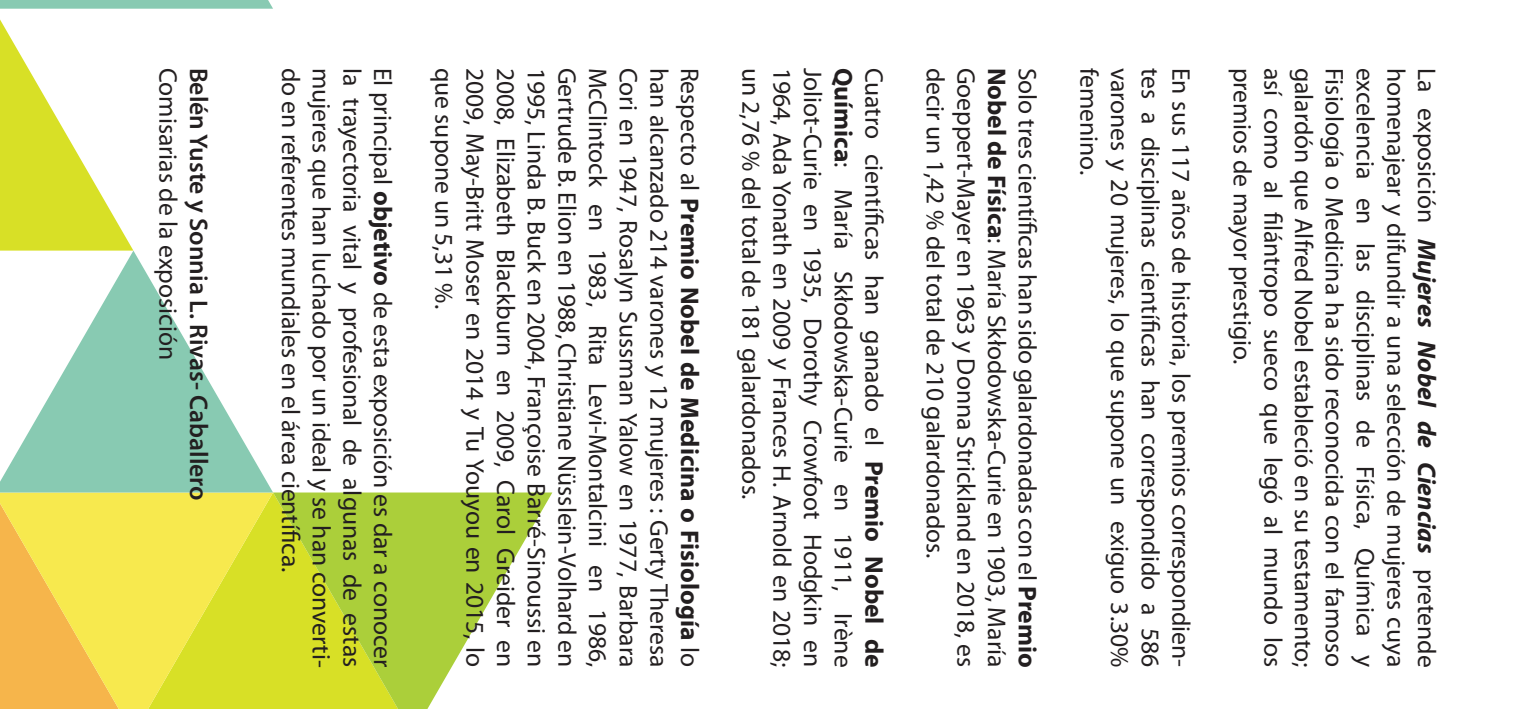 La exposición Mujeres Nobel de Ciencias pretende
homenajear y difundir a una selección de mujeres cuya
excelencia en las disciplinas de Física, Química y
Fisiología o Medicina ha sido reconocida con el famoso
galardón que Alfred Nobel estableció en su testamento;
así como al filántropo sueco que legó al mundo los
premios de mayor prestigio.
En sus 117 años de historia, los premios correspondien-
tes a disciplinas científicas han correspondido a 586
varones y 20 mujeres, lo que supone un exiguo 3.30%
femenino.
Solo tres científicas han sido galardonadas con el Premio
Nobel de Física: María Skłodowska-Curie en 1903, María
Goeppert-Mayer en 1963 y Donna Strickland en 2018, es
decir un 1,42 % del total de 210 galardonados.
Cuatro científicas han ganado el Premio Nobel de
Química: María Skłodowska-Curie en 1911, Irène
Joliot-Curie en 1935, Dorothy Crowfoot Hodgkin en
1964, Ada Yonath en 2009 y Frances H. Arnold en 2018;
un 2,76 % del total de 181 galardonados.
Respecto al Premio Nobel de Medicina o Fisiología lo
han alcanzado 214 varones y 12 mujeres : Gerty Theresa
Cori en 1947, Rosalyn Sussman Yalow en 1977, Barbara
McClintock en 1983, Rita Levi-Montalcini en 1986,
Gertrude B. Elion en 1988, Christiane Nüsslein-Volhard en
1995, Linda B. Buck en 2004, Françoise Barré-Sinoussi en
2008, Elizabeth Blackburn en 2009, Carol Greider en
2009, May-Britt Moser en 2014 y Tu Youyou en 2015, lo
que supone un 5,31 %.
El principal objetivo de esta exposición es dar a conocer
la trayectoria vital y profesional de algunas de estas
mujeres que han luchado por un ideal y se han converti-
do en referentes mundiales en el área científica.
Belén Yuste y Sonnia L. Rivas- Caballero
Comisarias de la exposición